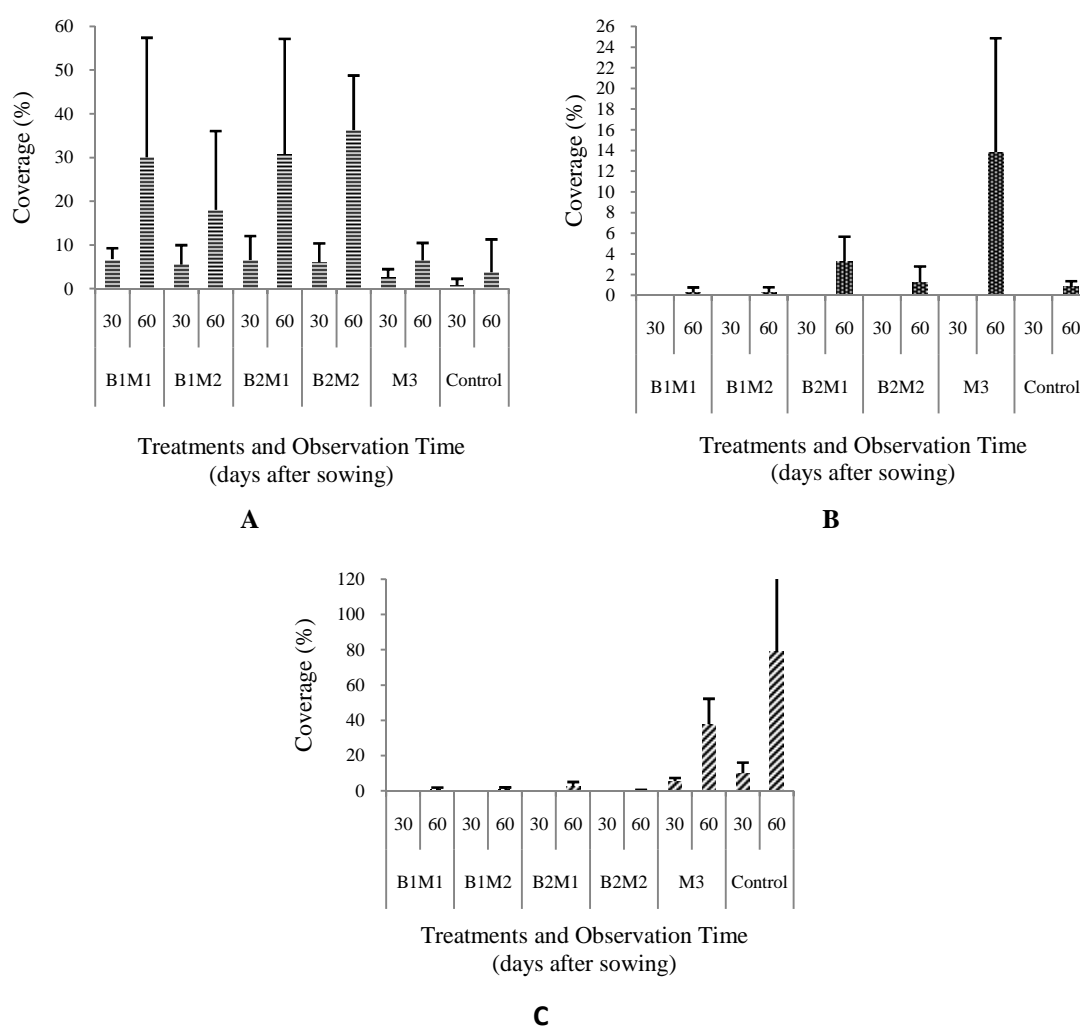 60
50
40
30
20
10
0
Coverage (%)
30 60 30 60 30 60 30 60 30 60 30 60
B1M1 B1M2 B2M1 B2M2 M3 Control
Treatments and Observation Time
(days after sowing)
A
26
24
22
20
18
16
14
12
10
8
6
4
2
0
Coverage (%)
30 60 30 60 30 60 30 60 30 60 30 60
B1M1 B1M2 B2M1 B2M2 M3 Control
Treatments and Observation Time
(days after sowing)
B
120
100
80
60
40
20
0
Coverage (%)
30 60 30 60 30 60 30 60 30 60 30 60
B1M1 B1M2 B2M1 B2M2 M3 Control
Treatments and Observation Time
(days after sowing)
C